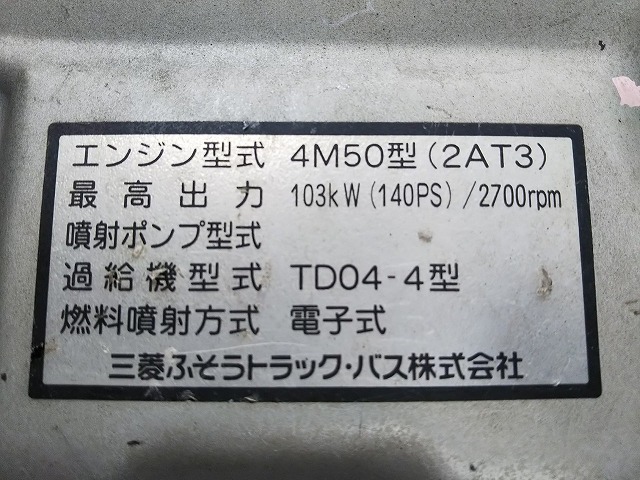 エンジン型式 4M50型(2AT3)
最高出力 103kW(140PS)/2700rpm
噴射ポンプ型式
過給機型式 TD04-4型
燃料噴射方式 電子式
三菱ふそうトラック・バス株式会社